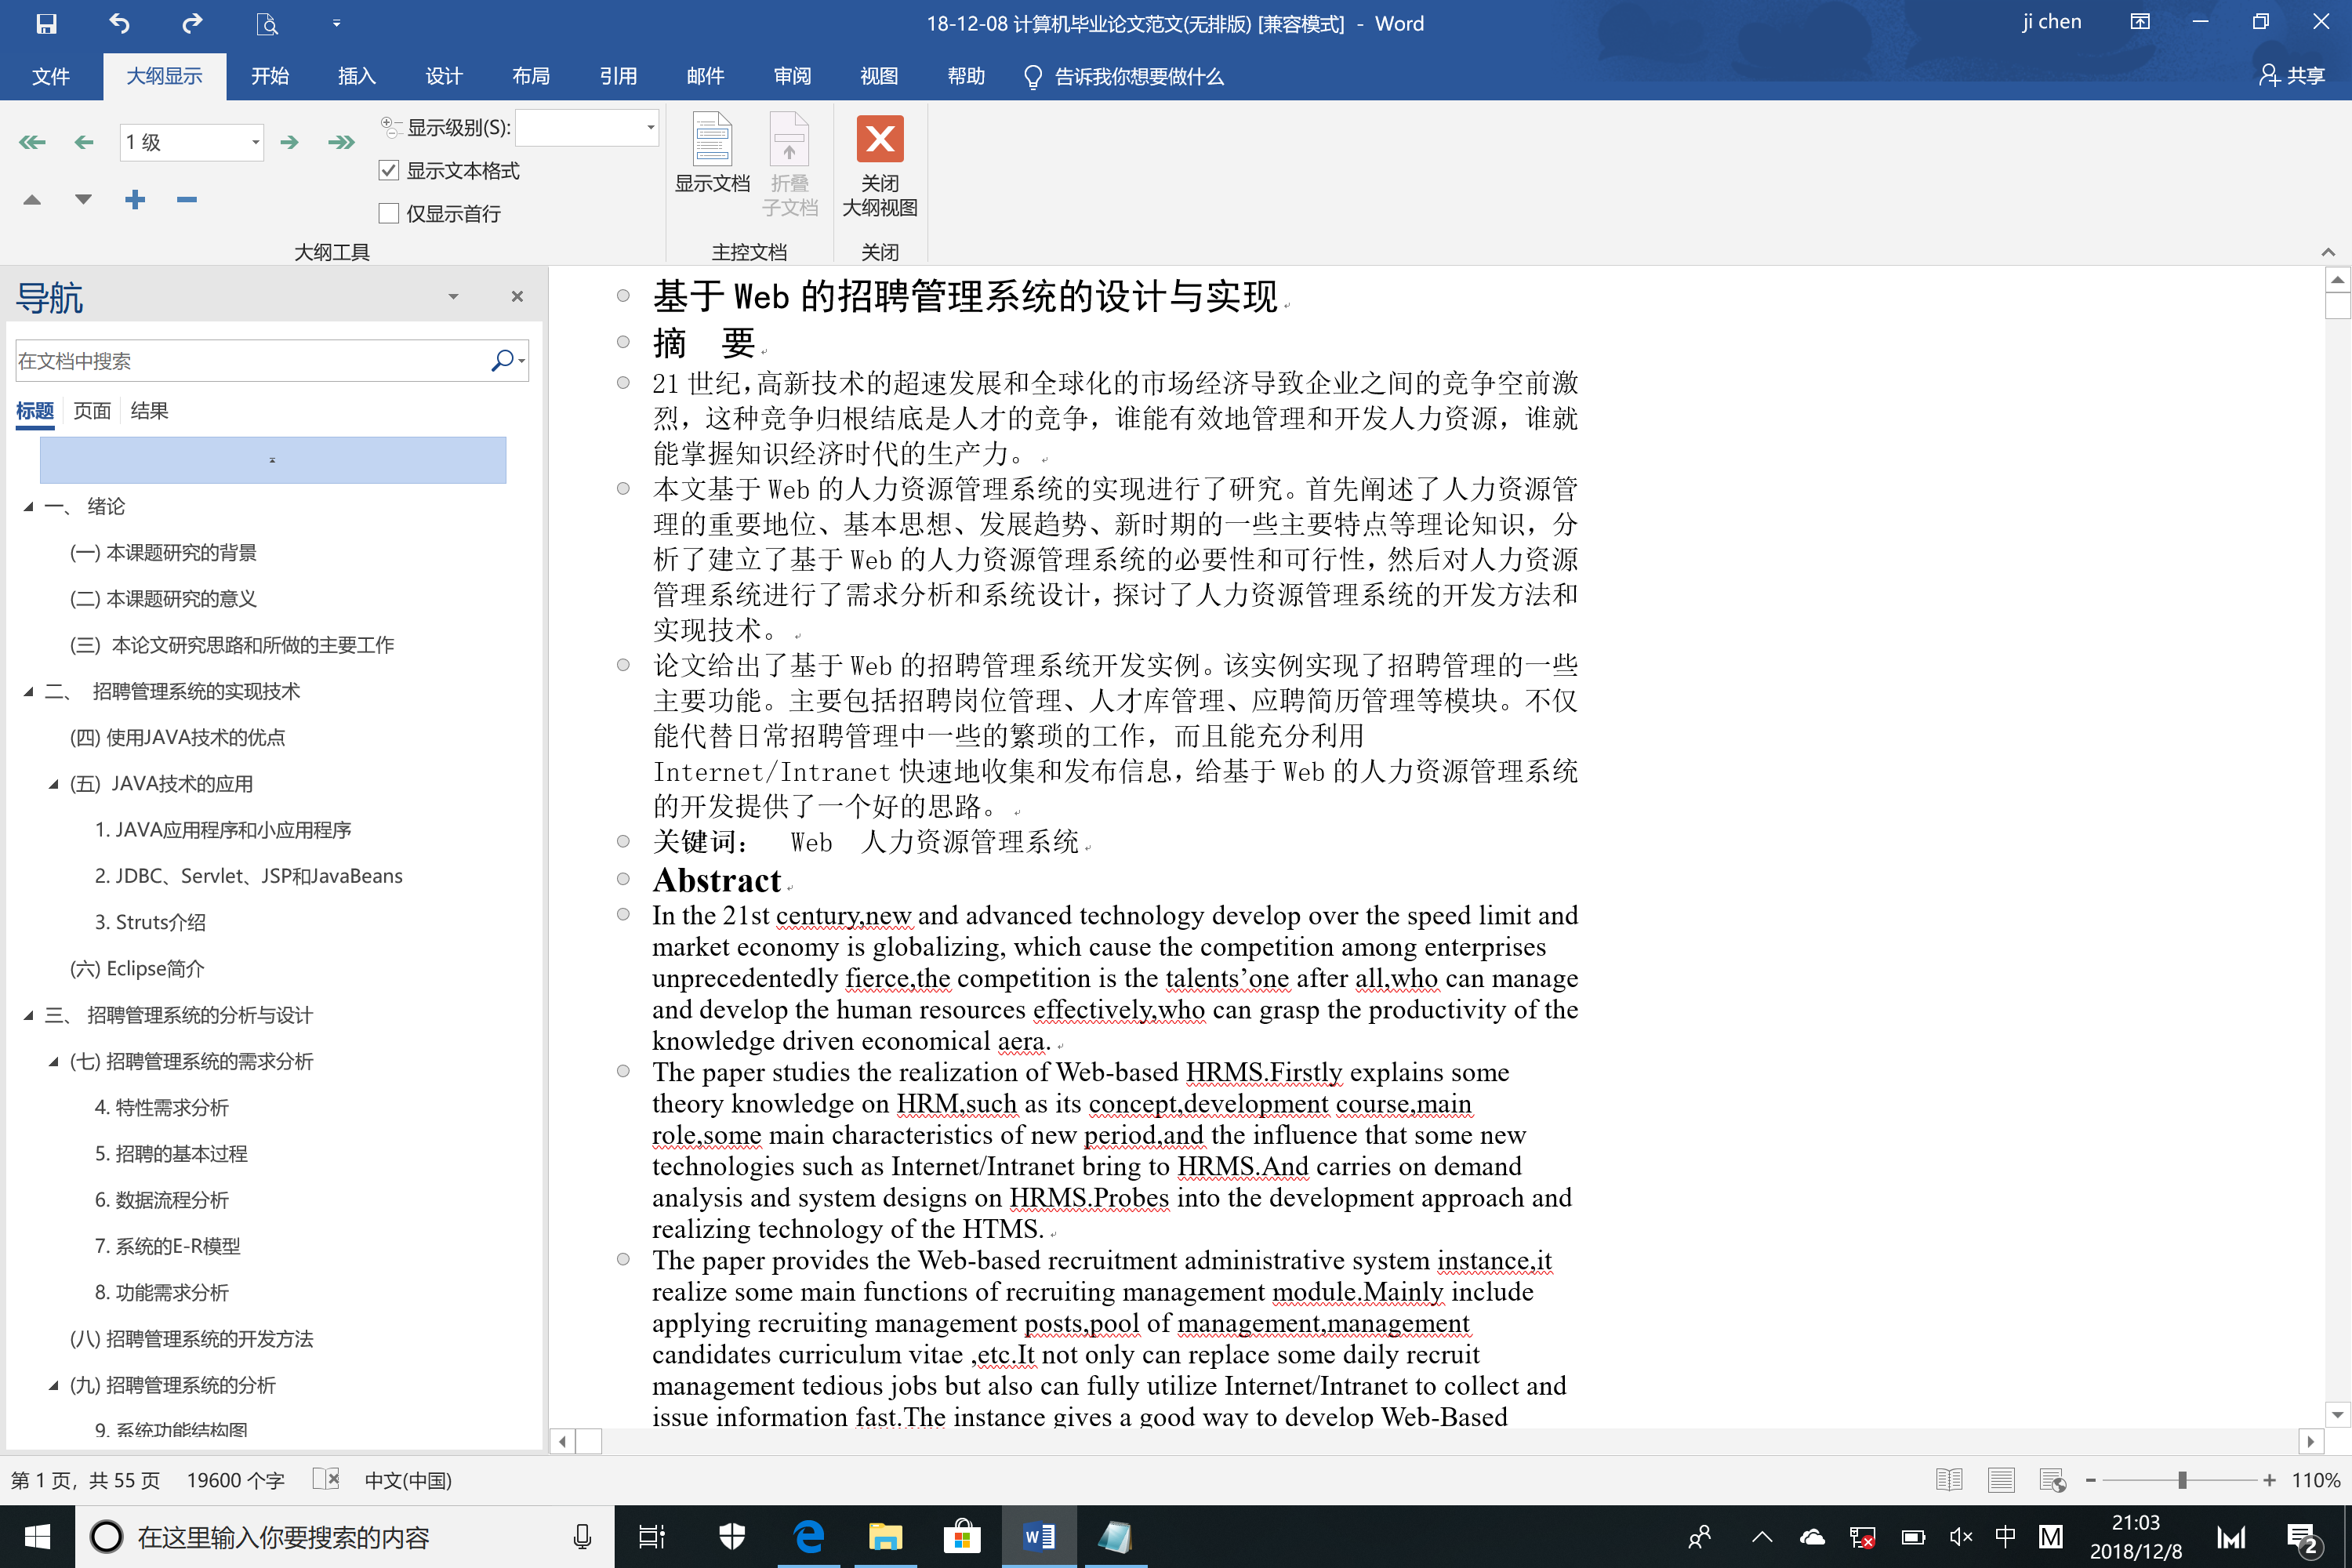 18-12-08 计算机毕业论文范文(无排版) [兼容模式] - Word
ji chen
文件 大纲显示 开始 插入 设计 布局 引用 邮件 审阅 视图 帮助 告诉我你想要做什么 共享
1 级
显示级别(S):
显示文本格式
仅显示首行
大纲工具
显示文档
折叠
子文档
主控文档
关闭
大纲视图
关闭
导航
在文档中搜索
标题 页面 结果
一、 绪论
(一) 本课题研究的背景
(二) 本课题研究的意义
(三) 本论文研究思路和所做的主要工作
二、 招聘管理系统的实现技术
(四) 使用JAVA技术的优点
(五) JAVA技术的应用
1. JAVA应用程序和小应用程序
2. JDBC、Servlet、JSP和JavaBeans
3. Struts介绍
(六) Eclipse简介
三、 招聘管理系统的分析与设计
(七) 招聘管理系统的需求分析
4. 特性需求分析
5. 招聘的基本过程
6. 数据流程分析
7. 系统的E-R模型
8. 功能需求分析
(八) 招聘管理系统的开发方法
(九) 招聘管理系统的分析
9. 系统功能结构图
基于 Web 的招聘管理系统的设计与实现
摘 要
21 世纪，高新技术的超速发展和全球化的市场经济导致企业之间的竞争空前激
烈，这种竞争归根结底是人才的竞争，谁能有效地管理和开发人力资源，谁就
能掌握知识经济时代的生产力。
本文基于 Web 的人力资源管理系统的实现进行了研究。首先阐述了人力资源管
理的重要地位、基本思想、发展趋势、新时期的一些主要特点等理论知识，分
析了建立了基于 Web 的人力资源管理系统的必要性和可行性，然后对人力资源
管理系统进行了需求分析和系统设计，探讨了人力资源管理系统的开发方法和
实现技术。
论文给出了基于 Web 的招聘管理系统开发实例。该实例实现了招聘管理的一些
主要功能。主要包括招聘岗位管理、人才库管理、应聘简历管理等模块。不仅
能代替日常招聘管理中一些的繁琐的工作，而且能充分利用
Internet/Intranet 快速地收集和发布信息，给基于 Web 的人力资源管理系统
的开发提供了一个好的思路。
关键词： Web 人力资源管理系统
Abstract
In the 21st century,new and advanced technology develop over the speed limit and
market economy is globalizing, which cause the competition among enterprises
unprecedentedly fierce,the competition is the talents’one after all,who can manage
and develop the human resources effectively,who can grasp the productivity of the
knowledge driven economical aera.
The paper studies the realization of Web-based HRMS.Firstly explains some
theory knowledge on HRM,such as its concept,development course,main
role,some main characteristics of new period,and the influence that some new
technologies such as Internet/Intranet bring to HRMS.And carries on demand
analysis and system designs on HRMS.Probes into the development approach and
realizing technology of the HTMS.
The paper provides the Web-based recruitment administrative system instance,it
realize some main functions of recruiting management module.Mainly include
applying recruiting management posts,pool of management,management
candidates curriculum vitae ,etc.It not only can replace some daily recruit
management tedious jobs but also can fully utilize Internet/Intranet to collect and
issue information fast.The instance gives a good way to develop Web-Based
第 1 页，共 55 页 19600 个字 中文(中国) 110%
在这里输入你要搜索的内容
中 M
21:03
2018/12/8
2